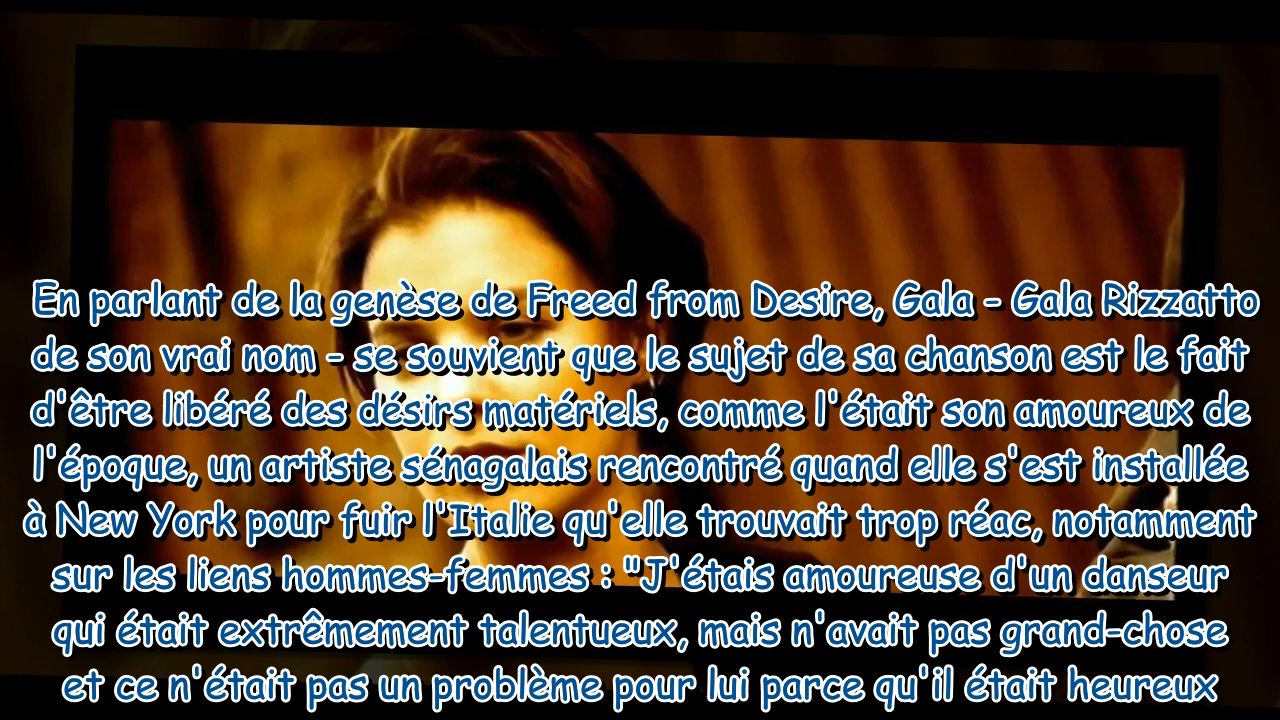 En parlant de la genèse de Freed from Desire, Gala - Gala Rizzatto
de son vrai nom - se souvient que le sujet de sa chanson est le fait
d'être libéré des désirs matériels, comme l'était son amoureux de
l'époque, un artiste sénagalais rencontré quand elle s'est installée
à New York pour fuir l'Italie qu'elle trouvait trop réac, notamment
sur les liens hommes-femmes : "J'étais amoureuse d'un danseur
qui était extrêmement talentueux, mais n'avait pas grand-chose
et ce n'était pas un problème pour lui parce qu'il était heureux